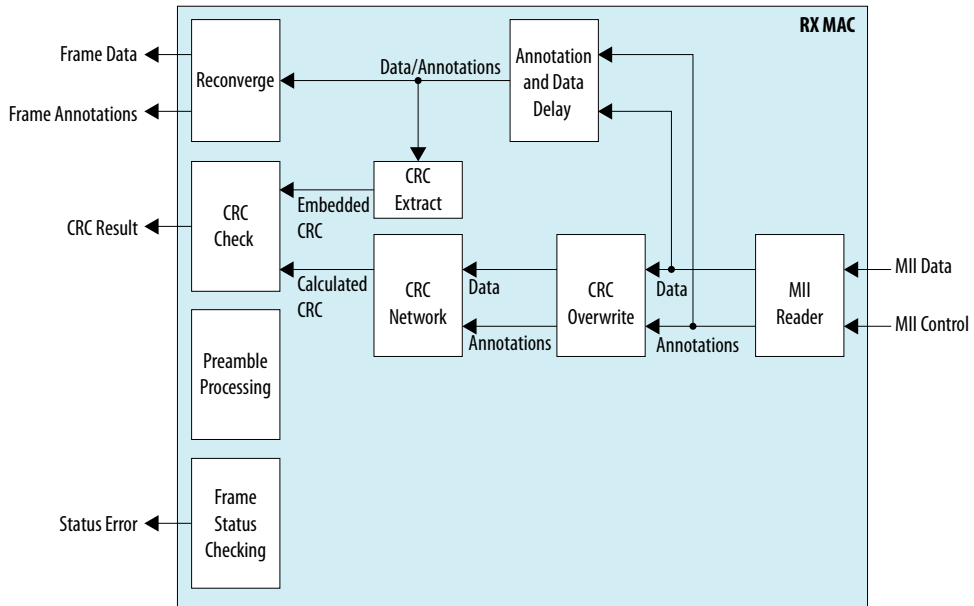 RX MAC
Frame Data
Frame Annotations
Reconverge
Data/Annotations
Annotation
and Data
Delay
CRC
Extract
Embedded
CRC
CRC Result
CRC
Check
Calculated
CRC
CRC
Network
Data
Annotations
CRC
Overwrite
Data
Annotations
MII
Reader
MII Data
MII Control
Preamble
Processing
Status Error
Frame
Status
Checking